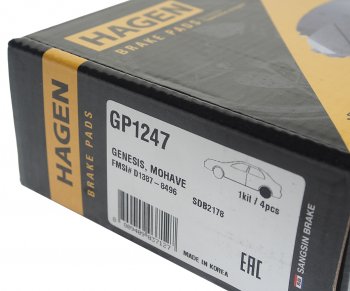 HAGEN
BRAKE PADS
HAGEN
BRAKE PADS
GP1247
GENESIS, MOHAVE
FMSI# D1387-8496
SDB2178
1kit / 4pcs
MADE IN KOREA
EAC
SANGSIN BRAKE